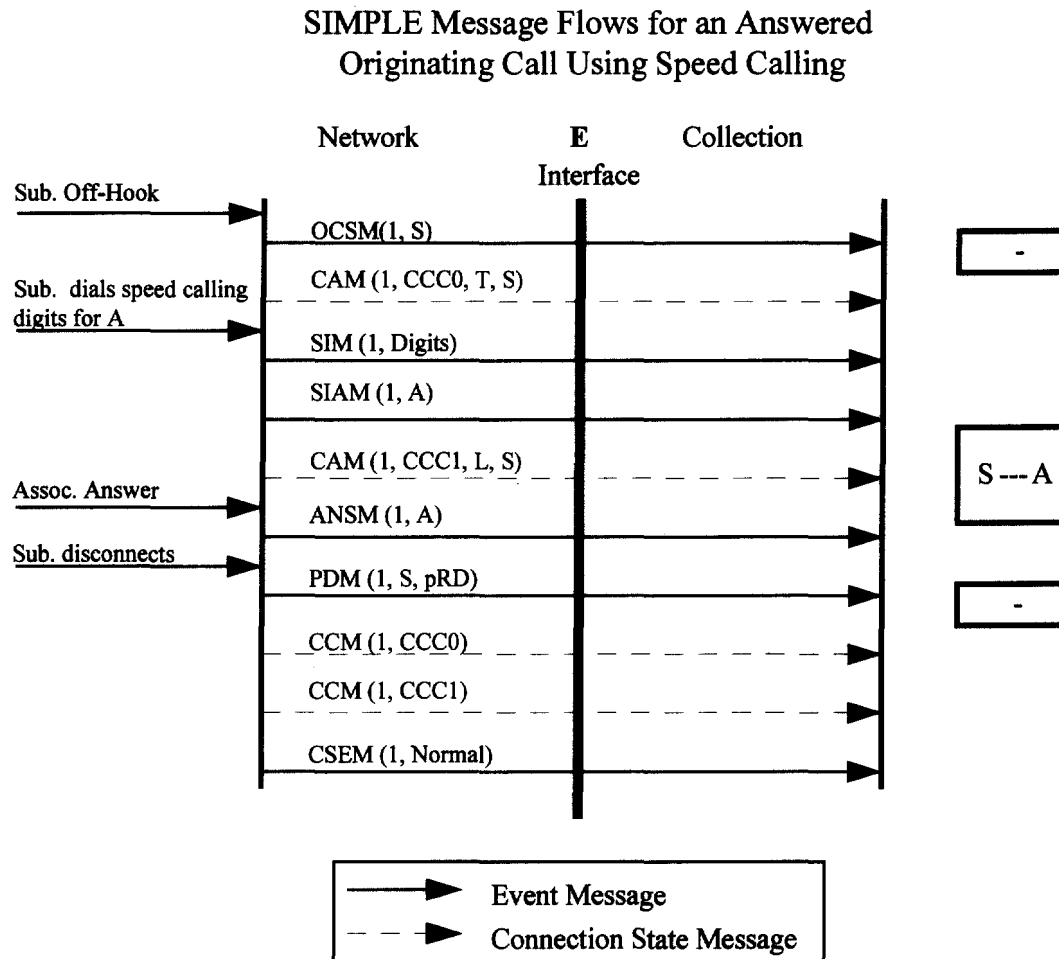 SIMPLE Message Flows for an Answered
Originating Call Using Speed Calling
Network
E
Interface
Collection
Sub. Off-Hook
OCSM(1, S)
-
CAM (1, CCC0, T, S)
Sub. dials speed calling
digits for A
SIM (1, Digits)
SIAM (1, A)
CAM (1, CCC1, L, S)
S --- A
Assoc. Answer
ANSM (1, A)
Sub. disconnects
PDM (1, S, pRD)
-
CCM (1, CCC0)
CCM (1, CCC1)
CSEM (1, Normal)
Event Message
Connection State Message